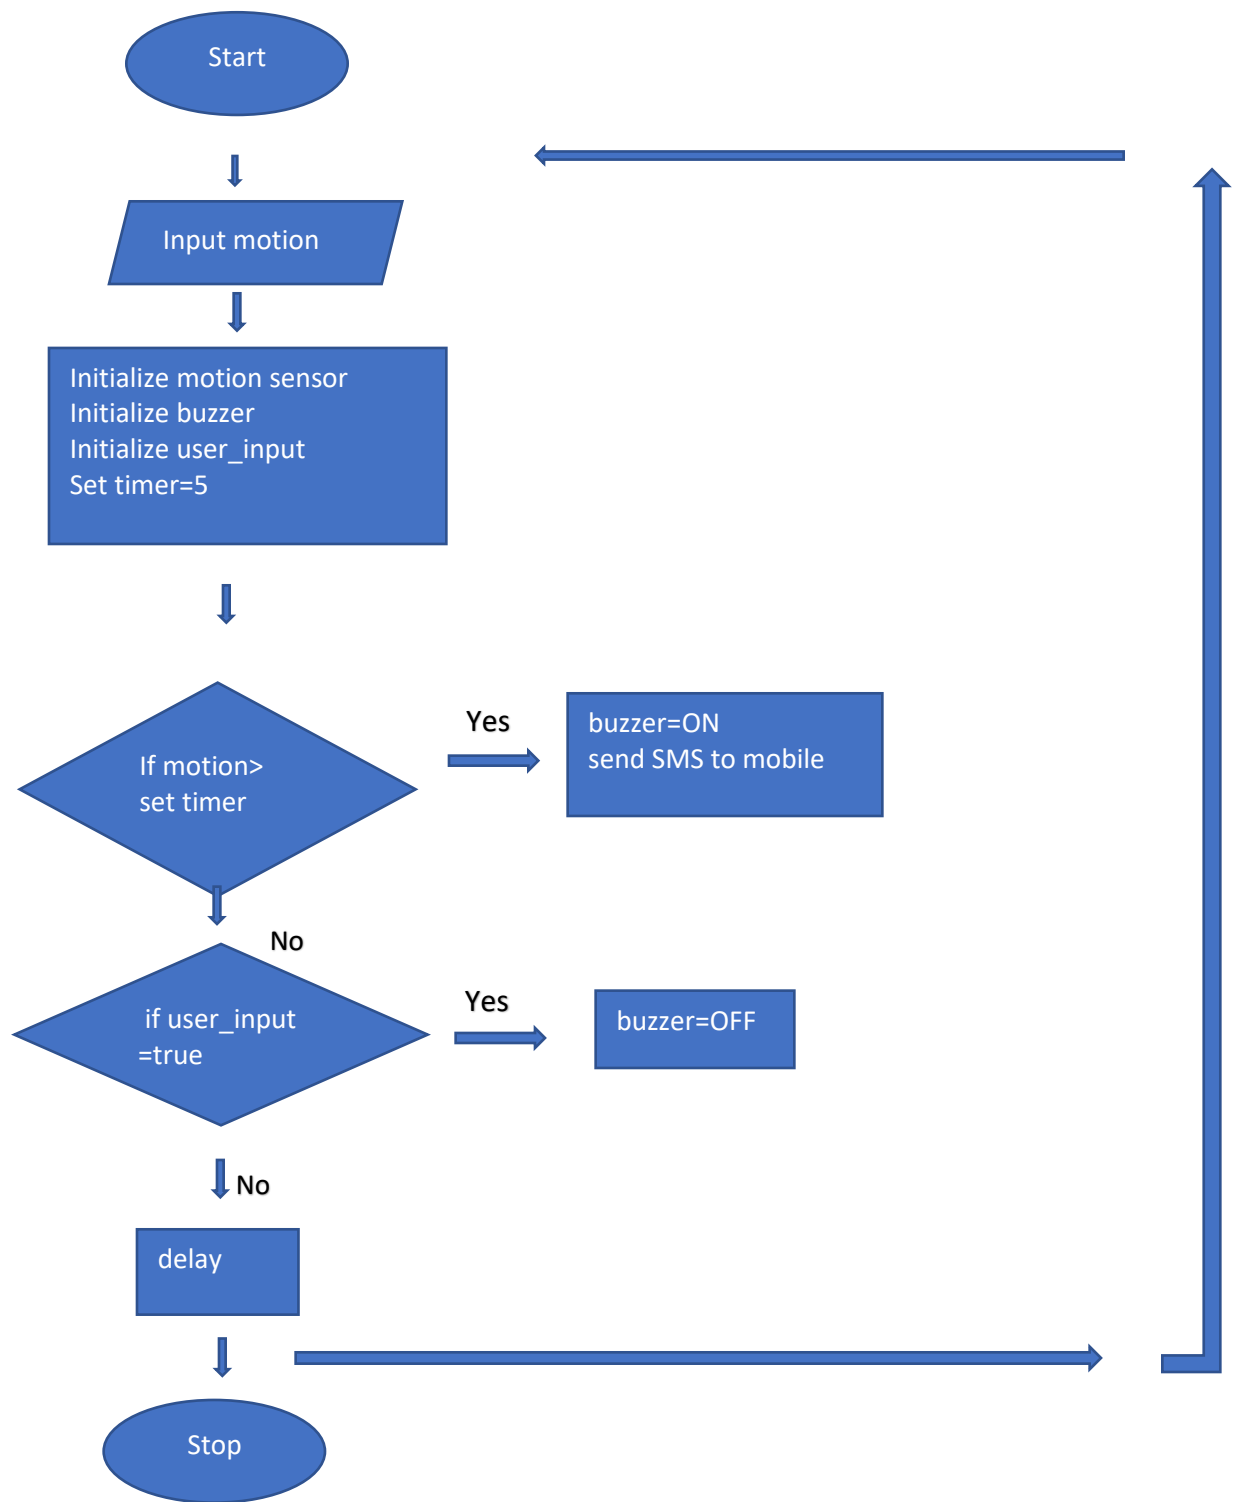 Start
Input motion
Initialize motion sensor
Initialize buzzer
Initialize user_input
Set timer=5
If motion>
set timer
Yes
buzzer=ON
send SMS to mobile
No
if user_input
=true
Yes
buzzer=OFF
No
delay
Stop